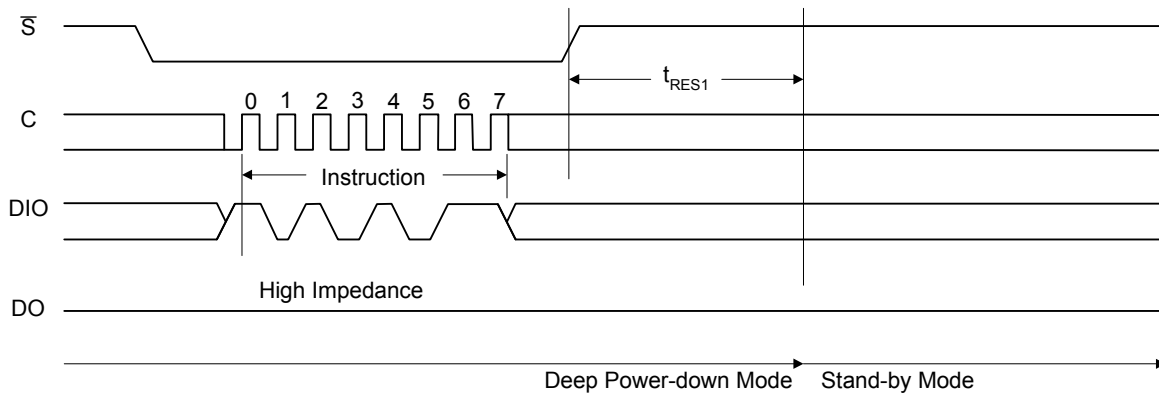 S̅
t_RES1
C
0 1 2 3 4 5 6 7
Instruction
DIO
High Impedance
DO
Deep Power-down Mode Stand-by Mode